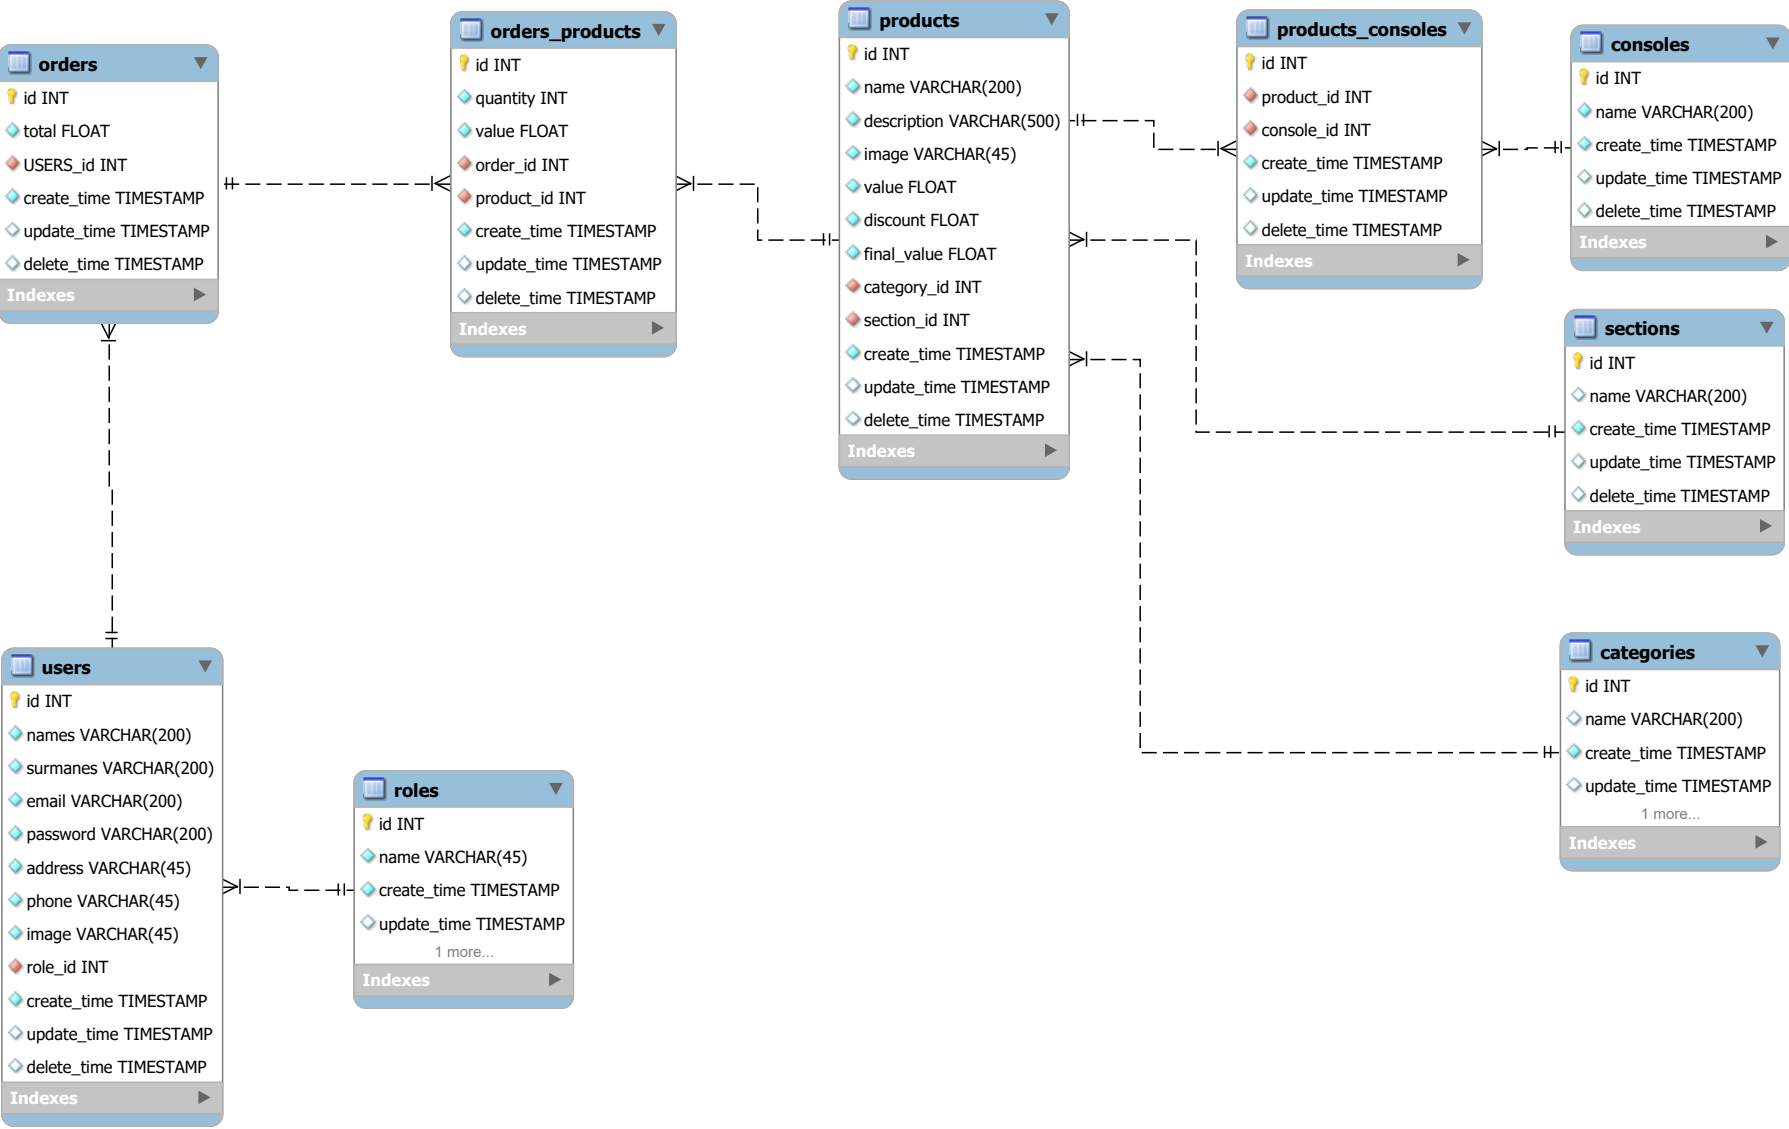 orders
id INT
total FLOAT
USERS_id INT
create_time TIMESTAMP
update_time TIMESTAMP
delete_time TIMESTAMP
Indexes
orders_products
id INT
quantity INT
value FLOAT
order_id INT
product_id INT
create_time TIMESTAMP
update_time TIMESTAMP
delete_time TIMESTAMP
Indexes
products
id INT
name VARCHAR(200)
description VARCHAR(500)
image VARCHAR(45)
value FLOAT
discount FLOAT
final_value FLOAT
category_id INT
section_id INT
create_time TIMESTAMP
update_time TIMESTAMP
delete_time TIMESTAMP
Indexes
products_consoles
id INT
product_id INT
console_id INT
create_time TIMESTAMP
update_time TIMESTAMP
delete_time TIMESTAMP
Indexes
consoles
id INT
name VARCHAR(200)
create_time TIMESTAMP
update_time TIMESTAMP
delete_time TIMESTAMP
Indexes
sections
id INT
name VARCHAR(200)
create_time TIMESTAMP
update_time TIMESTAMP
delete_time TIMESTAMP
Indexes
users
id INT
names VARCHAR(200)
surmanes VARCHAR(200)
email VARCHAR(200)
password VARCHAR(200)
address VARCHAR(45)
phone VARCHAR(45)
image VARCHAR(45)
role_id INT
create_time TIMESTAMP
update_time TIMESTAMP
delete_time TIMESTAMP
Indexes
roles
id INT
name VARCHAR(45)
create_time TIMESTAMP
update_time TIMESTAMP
1 more...
Indexes
categories
id INT
name VARCHAR(200)
create_time TIMESTAMP
update_time TIMESTAMP
1 more...
Indexes